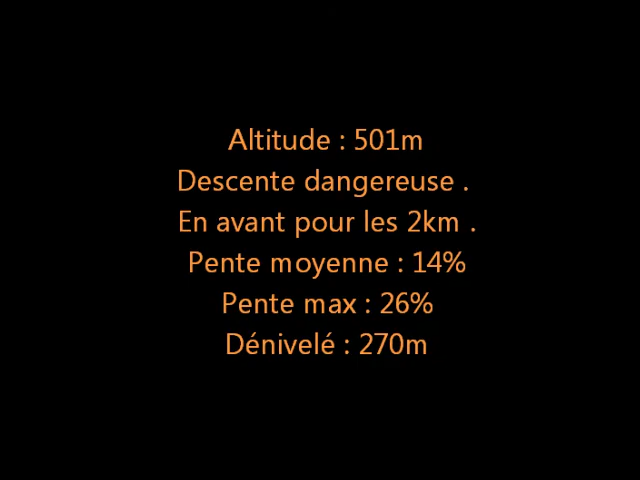 Altitude : 501m
Descente dangereuse .
En avant pour les 2km .
Pente moyenne : 14%
Pente max : 26%
Dénivelé : 270m